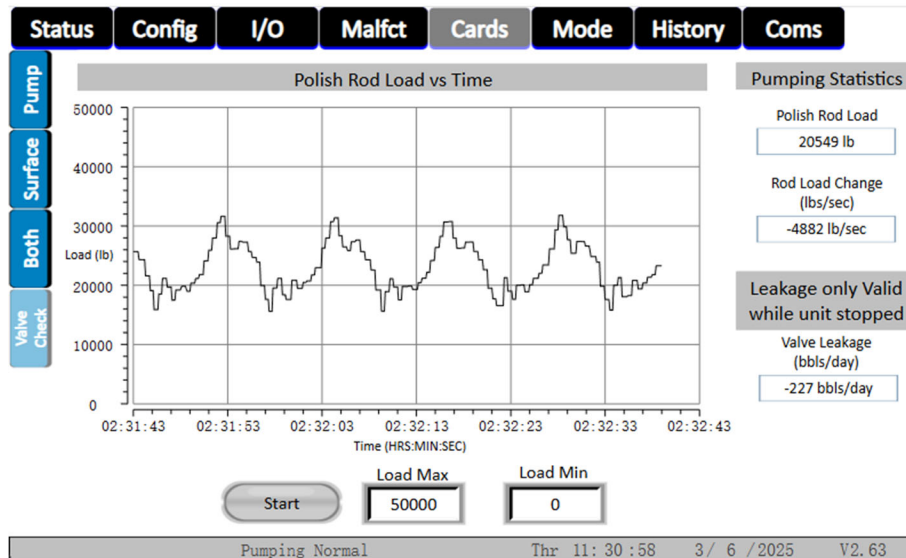 Status Config I/O Malfct Cards Mode History Coms
Pump
Surface
Both
Valve
Check
Polish Rod Load vs Time
50000
40000
30000
Load (lb)
20000
10000
0
02:31:43 02:31:53 02:32:03 02:32:13 02:32:23 02:32:33 02:32:43
Time (HRS:MIN:SEC)
Pumping Statistics
Polish Rod Load
20549 lb
Rod Load Change
(lbs/sec)
-4882 lb/sec
Leakage only Valid
while unit stopped
Valve Leakage
(bbls/day)
-227 bbls/day
Start
Load Max
50000
Load Min
0
Pumping Normal Thr 11:30:58 3/ 6 /2025 V2.63